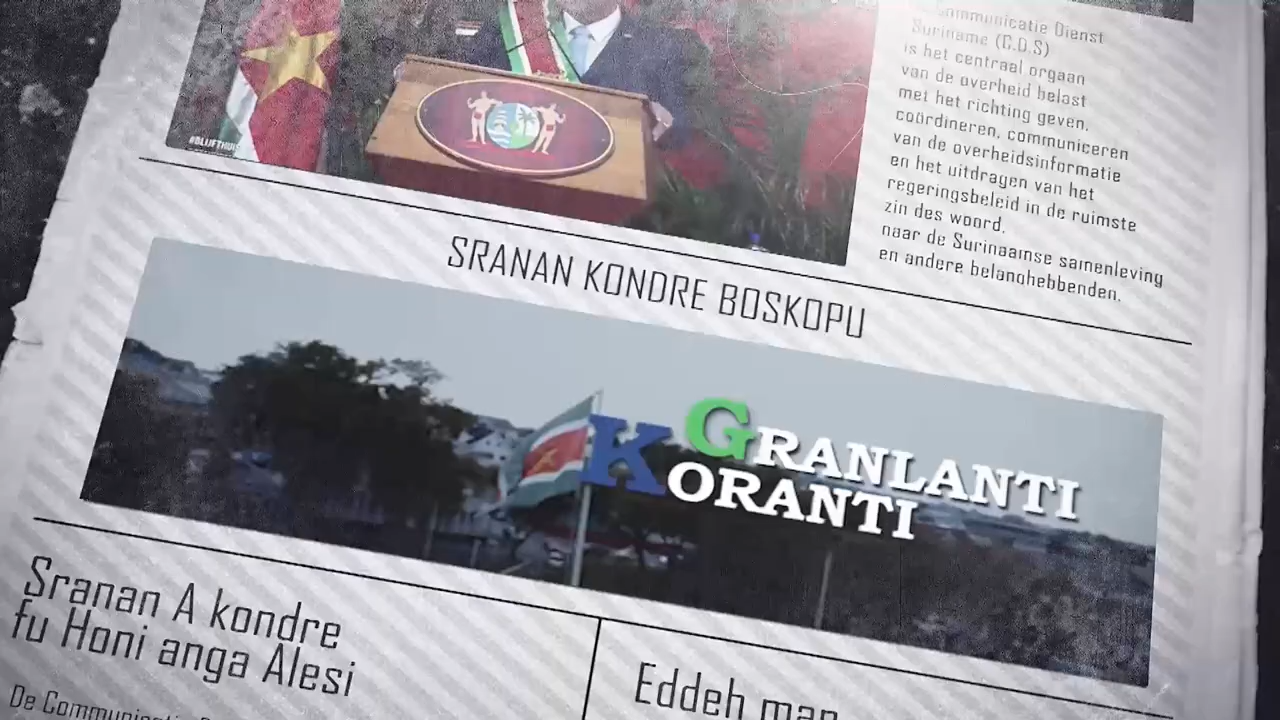 #BLIJFTHUIS
Communicatie Dienst
Suriname (C.D.S)
is het centraal orgaan
van de overheid belast
met het richting geven,
coördineren, communiceren
van de overheidsinformatie
en het uitdragen van het
regeringsbeleid in de ruimste
zin des woord.
naar de Surinaamse samenleving
en andere belanghebbenden.
SRANAN KONDRE BOSKOPU
GRANLANTI
KORANTI
Sranan A kondre
fu Honi anga Alesi
De
Eddeh man